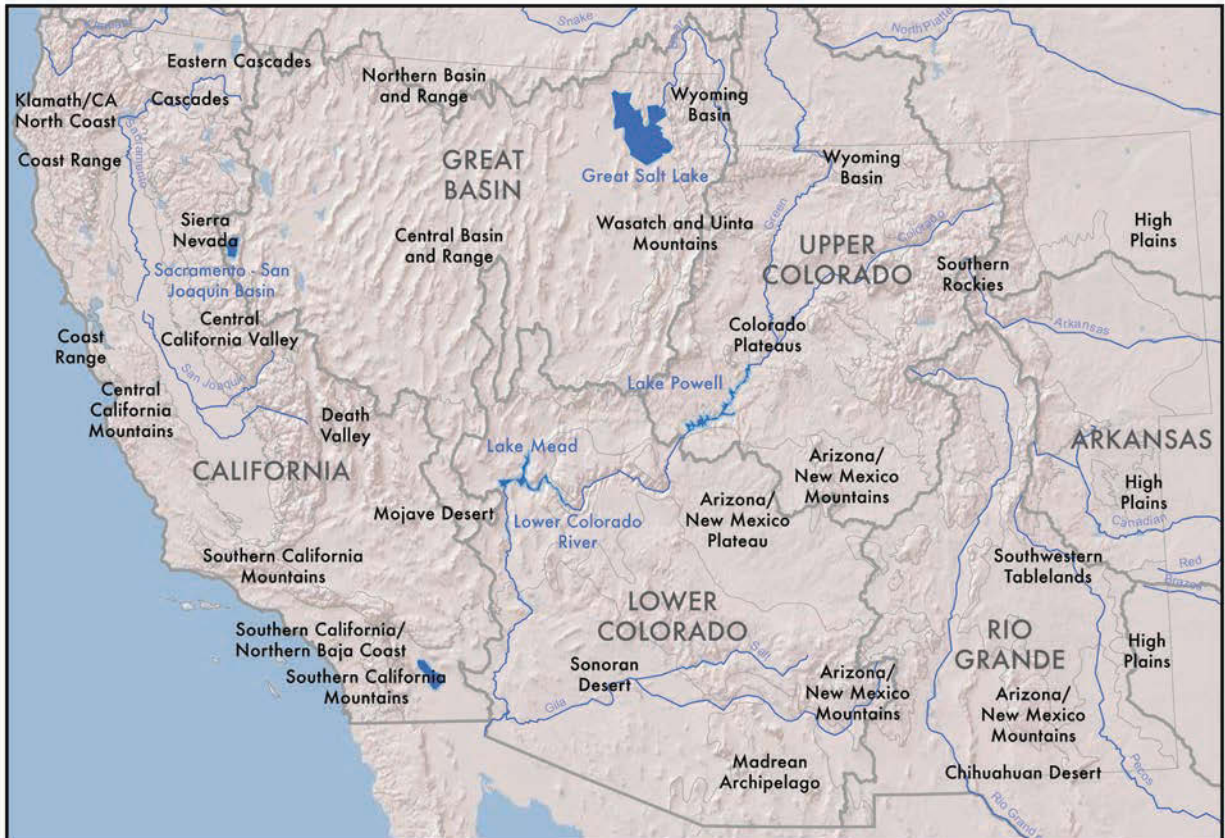 Snake
North Platte
Bear
Eastern Cascades
Klamath/CA
North Coast
Cascades
Northern Basin
and Range
Wyoming
Basin
Sacramento
Coast Range
GREAT
BASIN
Great Salt Lake
Wyoming
Basin
Green
Colorado
Sierra
Nevada
Central Basin
and Range
Wasatch and Uinta
Mountains
High
Plains
UPPER
COLORADO
Sacramento - San
Joaquin Basin
Southern
Rockies
Central
California Valley
Coast
Range
Colorado
Plateaus
Arkansas
San Joaquin
Lake Powell
Central
California
Mountains
Death
Valley
CALIFORNIA
Lake Mead
Arizona/
New Mexico
Mountains
ARKANSAS
High
Plains
Mojave Desert
Lower Colorado
River
Arizona/
New Mexico
Plateau
Canadian
Southern California
Mountains
Southwestern
Tablelands
Red
Brazos
Southern California/
Northern Baja Coast
Southern California
Mountains
LOWER
COLORADO
RIO
GRANDE
High
Plains
Sonoran
Desert
Salt
Gila
Arizona/
New Mexico
Mountains
Arizona/
New Mexico
Mountains
Madrean
Archipelago
Chihuahuan Desert
Pecos
Rio Grand